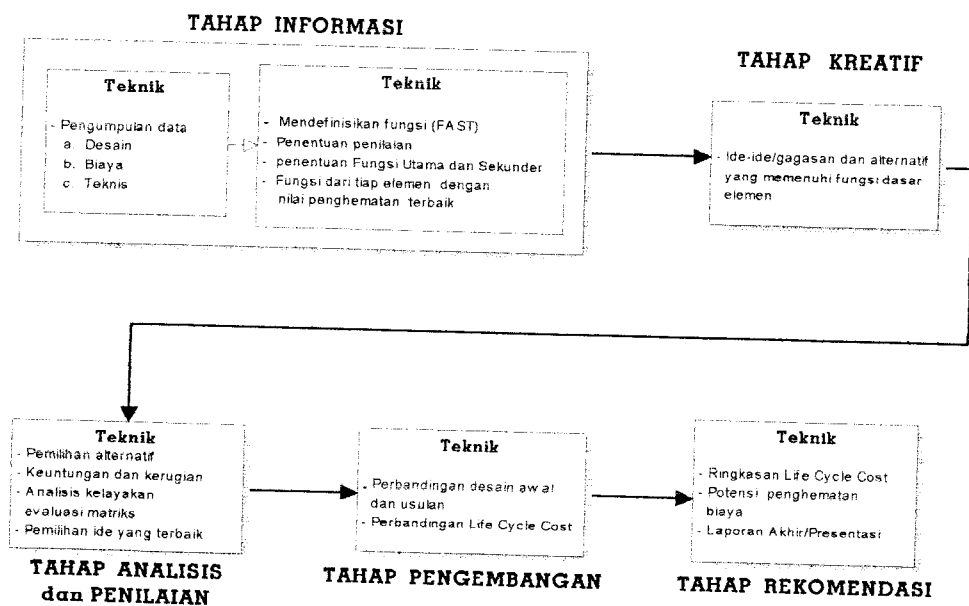 TAHAP INFORMASI
Teknik
- Pengumpulan data
a. Desain
b. Biaya
c. Teknis
Teknik
- Mendefinisikan fungsi (FAST)
- Penentuan penilaian
- penentuan Fungsi Utama dan Sekunder
- Fungsi dari tiap elemen dengan
nilai penghematan terbaik
TAHAP KREATIF
Teknik
- Ide-ide/gagasan dan alternatif
yang memenuhi fungsi dasar
elemen
Teknik
- Pemilihan alternatif
- Keuntungan dan kerugian
- Analisis kelayakan
evaluasi matriks
- Pemilihan ide yang terbaik
TAHAP ANALISIS
dan PENILAIAN
Teknik
- Perbandingan desain awal
dan usulan
- Perbandingan Life Cycle Cost
TAHAP PENGEMBANGAN
Teknik
- Ringkasan Life Cycle Cost
- Potensi penghematan
biaya
- Laporan Akhir/Presentasi
TAHAP REKOMENDASI